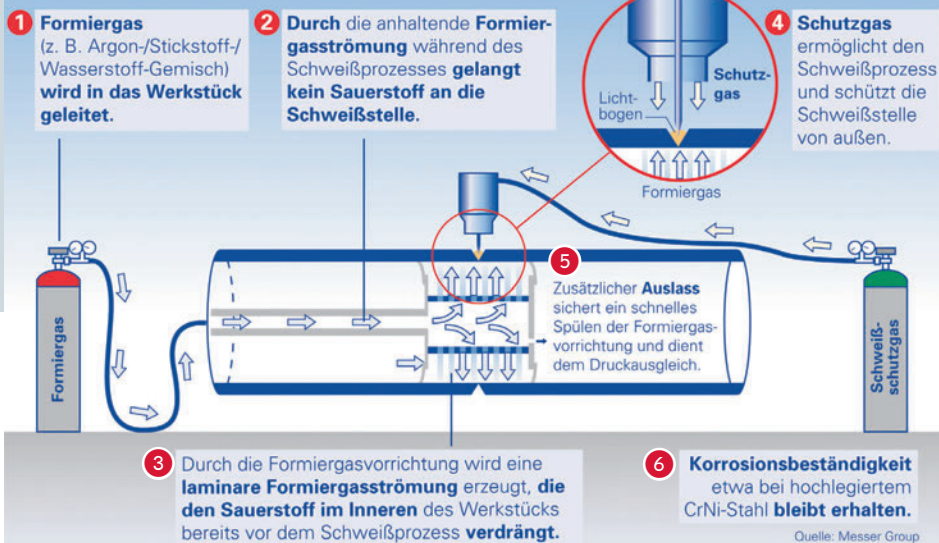 1 Formiergas
(z. B. Argon-/Stickstoff-/
Wasserstoff-Gemisch)
wird in das Werkstück
geleitet.
2 Durch die anhaltende Formier-
gasströmung während des
Schweißprozesses gelangt
kein Sauerstoff an die
Schweißstelle.
Schutz-
gas
Licht-
bogen
Formiergas
4 Schutzgas
ermöglicht den
Schweißprozess
und schützt die
Schweißstelle
von außen.
5
Zusätzlicher Auslass
sichert ein schnelles
Spülen der Formiergas-
vorrichtung und dient
dem Druckausgleich.
Formiergas
Schweiß-
schutzgas
3 Durch die Formiergasvorrichtung wird eine
laminare Formiergasströmung erzeugt, die
den Sauerstoff im Inneren des Werkstücks
bereits vor dem Schweißprozess verdrängt.
6 Korrosionsbeständigkeit
etwa bei hochlegiertem
CrNi-Stahl bleibt erhalten.
Quelle: Messer Group